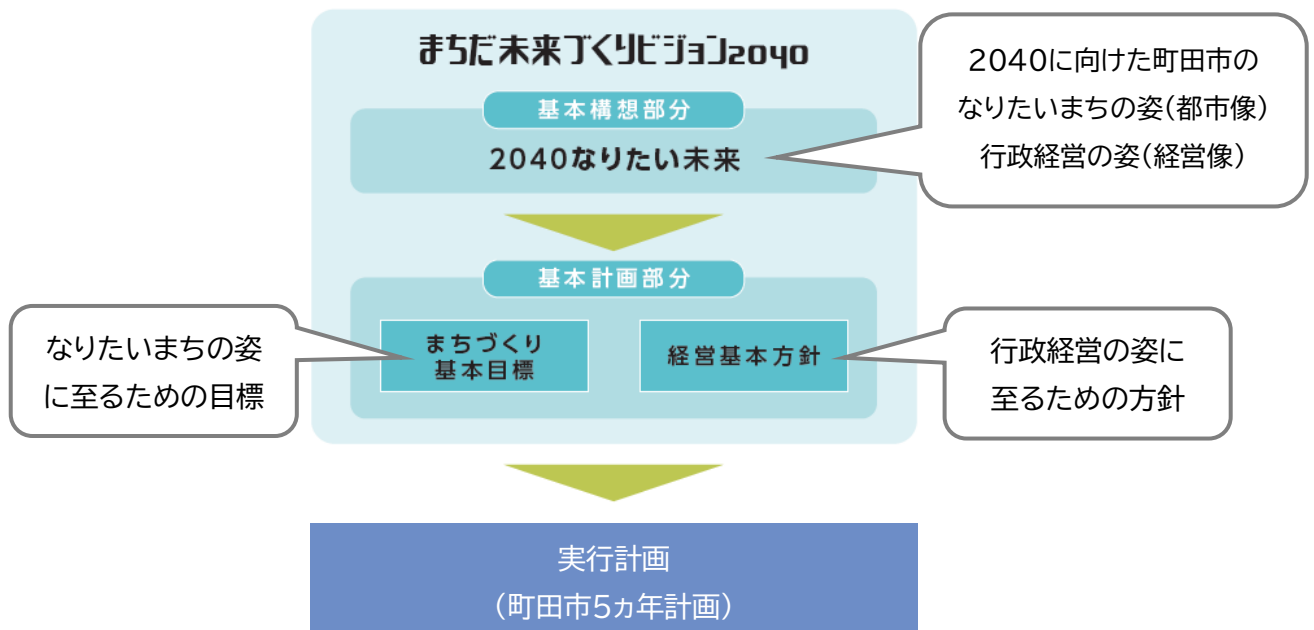 まちだ未来づくりビジョン2040
基本構想部分
2040なりたい未来
2040に向けた町田市の
なりたいまちの姿(都市像)
行政経営の姿(経営像)
基本計画部分
まちづくり
基本目標
経営基本方針
なりたいまちの姿
に至るための目標
行政経営の姿に
至るための方針
実行計画
(町田市5ヵ年計画)